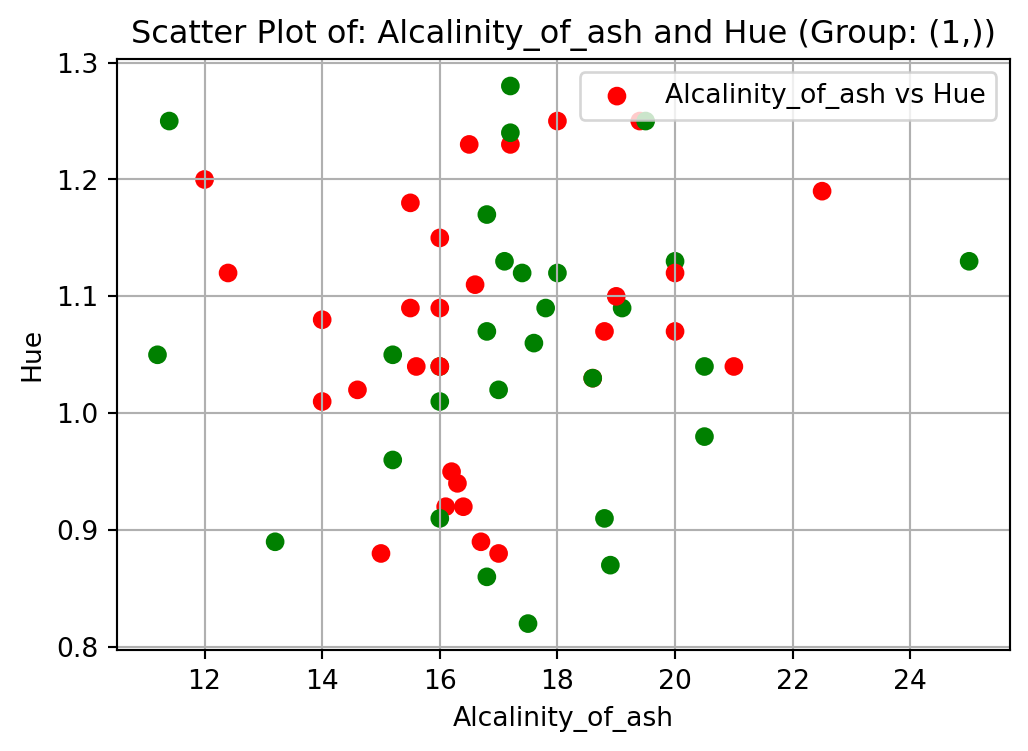 Scatter Plot of: Alcalinity_of_ash and Hue (Group: (1,))
Alcalinity_of_ash vs Hue
1.3
1.2
1.1
1.0
0.9
0.8
Hue
12 14 16 18 20 22 24
Alcalinity_of_ash